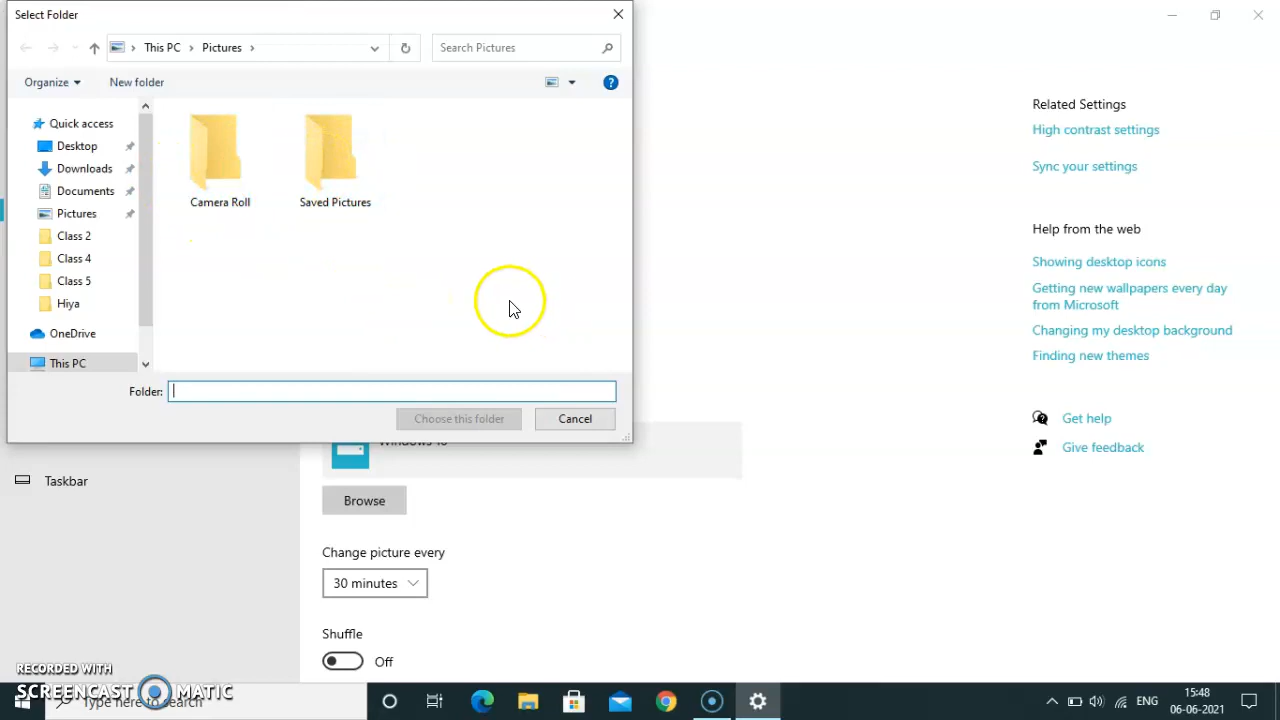 Select Folder
This PC
Pictures
Search Pictures
Organize
New folder
Quick access
Desktop
Downloads
Documents
Pictures
Class 2
Class 4
Class 5
Hiya
OneDrive
This PC
Camera Roll
Saved Pictures
Folder:
Choose this folder
Cancel
Related Settings
High contrast settings
Sync your settings
Help from the web
Showing desktop icons
Getting new wallpapers every day
from Microsoft
Changing my desktop background
Finding new themes
Get help
Give feedback
Taskbar
Windows 10
Browse
Change picture every
30 minutes
Shuffle
Off
RECORDED WITH
SCREENCAST MATIC
Type here to search
ENG
15:48
06-06-2021